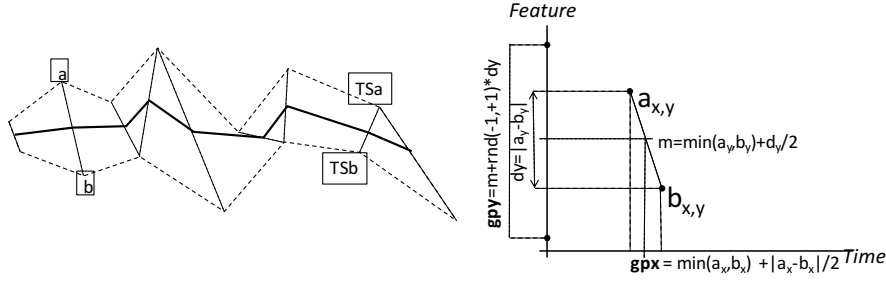 a
b
TSa
TSb
Feature
gpy=m+rnd(-1,+1)*dy
dy=|ay-by|
ax,y
m=min(ay,by)+dy/2
bx,y
Time
gpx = min(ax,bx) +|ax-bx|/2